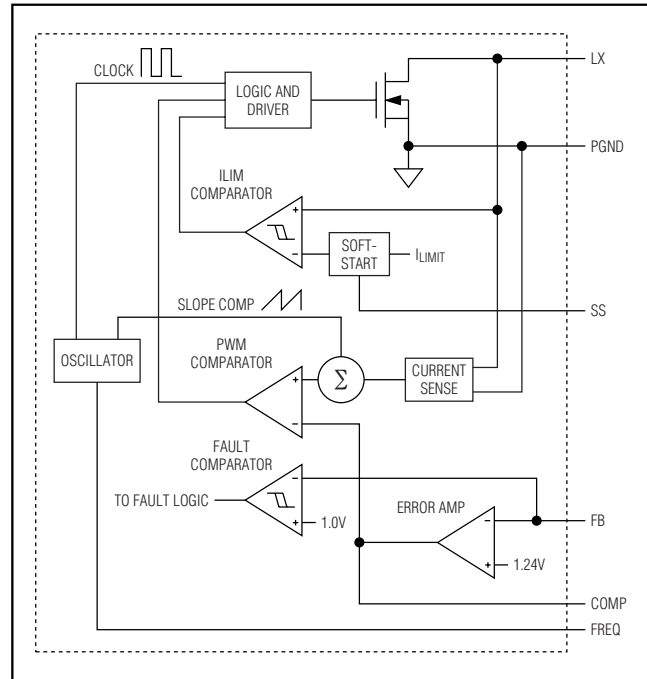 CLOCK
LX
LOGIC AND
DRIVER
PGND
ILIM
COMPARATOR
+
−
SOFT-
START
ILIMIT
SS
SLOPE COMP
OSCILLATOR
PWM
COMPARATOR
+
−
Σ
CURRENT
SENSE
FAULT
COMPARATOR
−
+
TO FAULT LOGIC
1.0V
ERROR AMP
−
+
FB
1.24V
COMP
FREQ